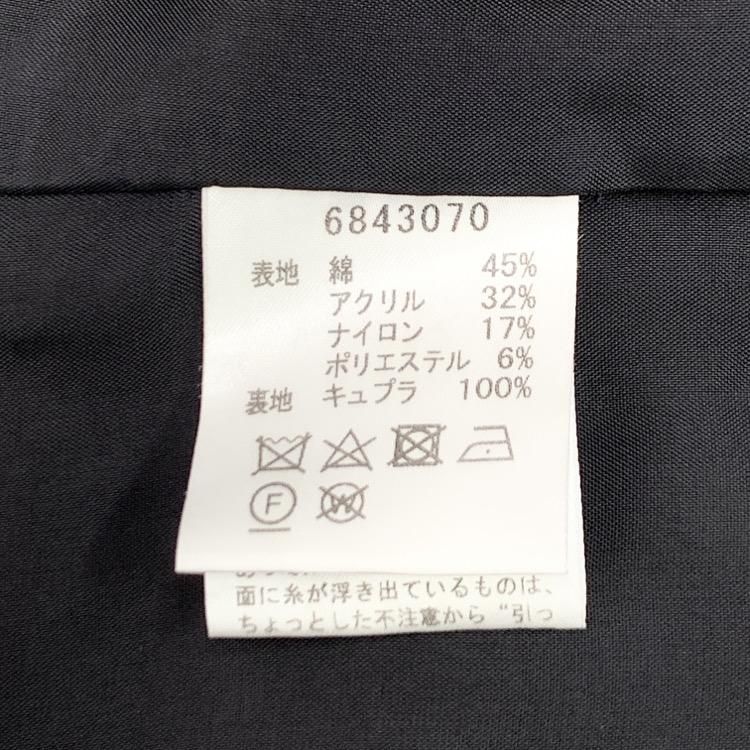 6843070
表地 綿 45%
アクリル 32%
ナイロン 17%
ポリエステル 6%
裏地 キュプラ 100%
F
W
面に糸が浮き出ているものは、
ちょっとした不注意から“引っ